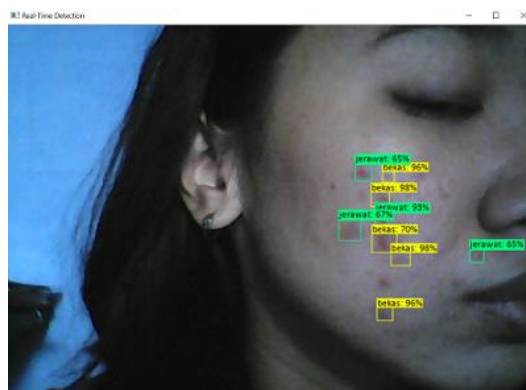 Real-Time Detection
jerawat: 65%
bekas: 96%
bekas: 98%
jerawat: 93%
jerawat: 67%
bekas: 70%
bekas: 98%
jerawat: 65%
bekas: 96%